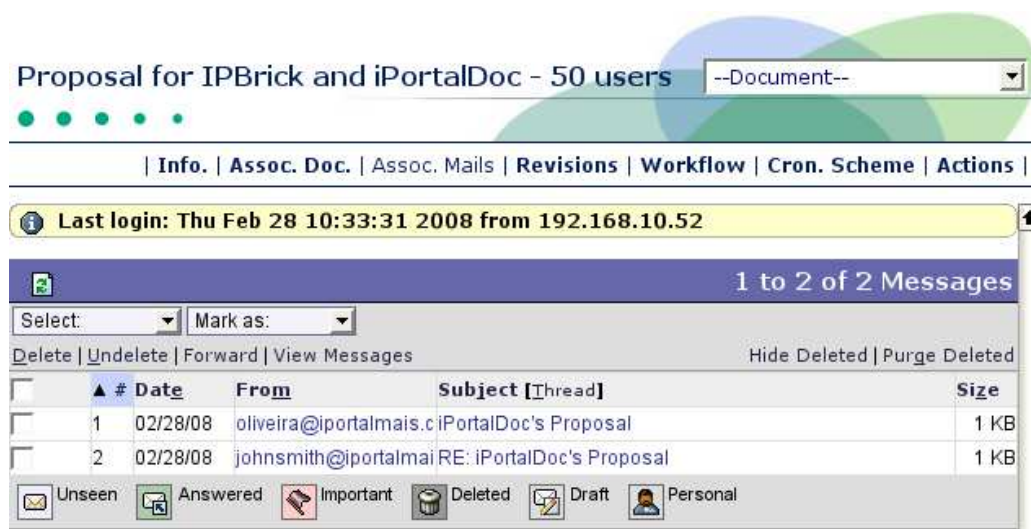 Proposal for IPBrick and iPortalDoc - 50 users --Document--
| Info. | Assoc. Doc. | Assoc. Mails | Revisions | Workflow | Cron. Scheme | Actions |
Last login: Thu Feb 28 10:33:31 2008 from 192.168.10.52
1 to 2 of 2 Messages
Select: Mark as:
Delete | Undelete | Forward | View Messages Hide Deleted | Purge Deleted
▲ # Date From Subject [Thread] Size
1 02/28/08 oliveira@iportalmais.c iPortalDoc's Proposal 1 KB
2 02/28/08 johnsmith@iportalmai RE: iPortalDoc's Proposal 1 KB
Unseen Answered Important Deleted Draft Personal